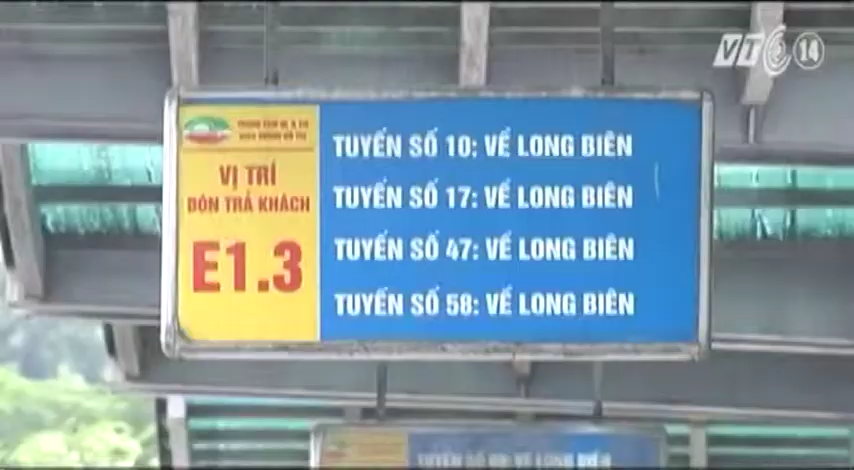 VTC 14
VỊ TRÍ
ĐÓN TRẢ KHÁCH
E1.3
TUYẾN SỐ 10: VỀ LONG BIÊN
TUYẾN SỐ 17: VỀ LONG BIÊN
TUYẾN SỐ 47: VỀ LONG BIÊN
TUYẾN SỐ 58: VỀ LONG BIÊN